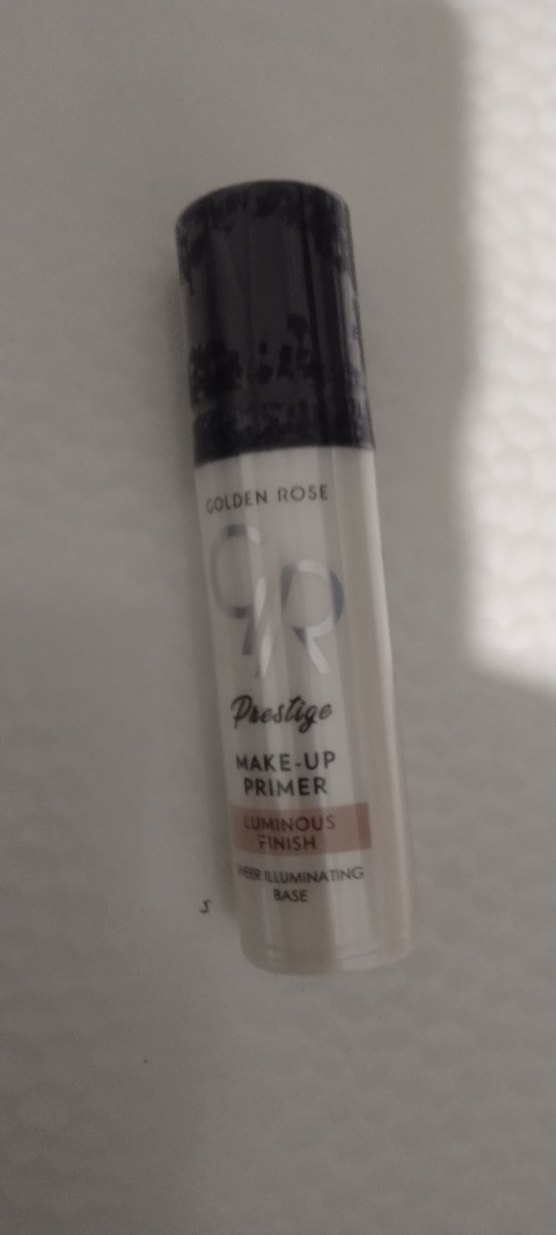 GOLDEN ROSE
GR
Prestige
MAKE-UP
PRIMER
LUMINOUS
FINISH
SHEER ILLUMINATING
BASE
s